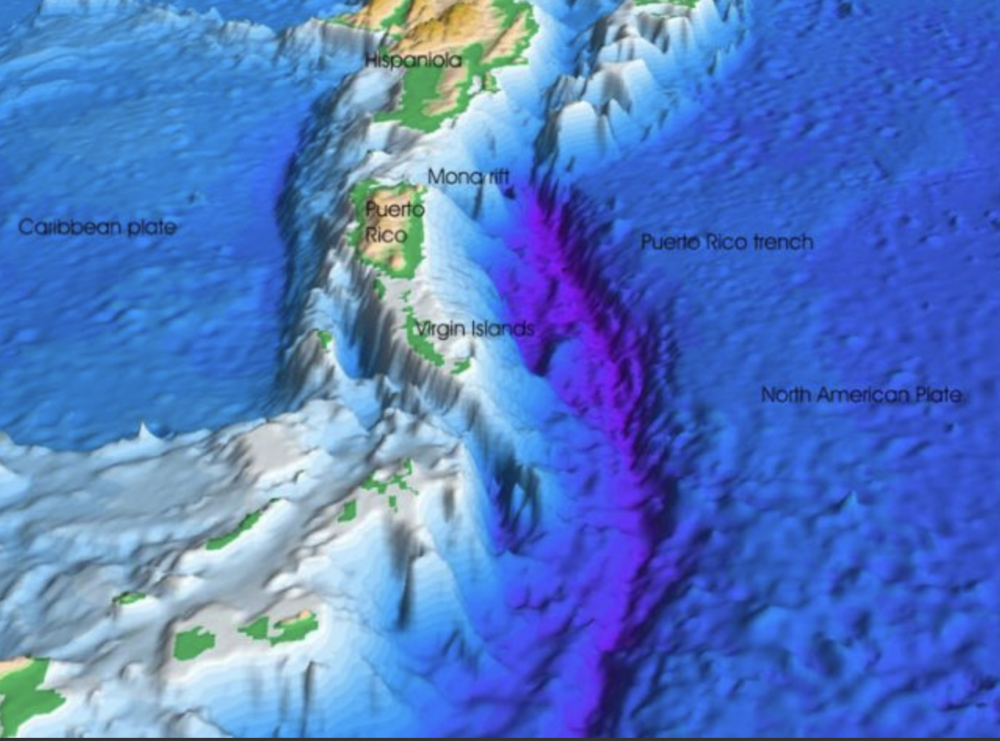 Hispaniola
Mona rift
Puerto
Rico
Caribbean plate
Puerto Rico trench
Virgin Islands
North American Plate